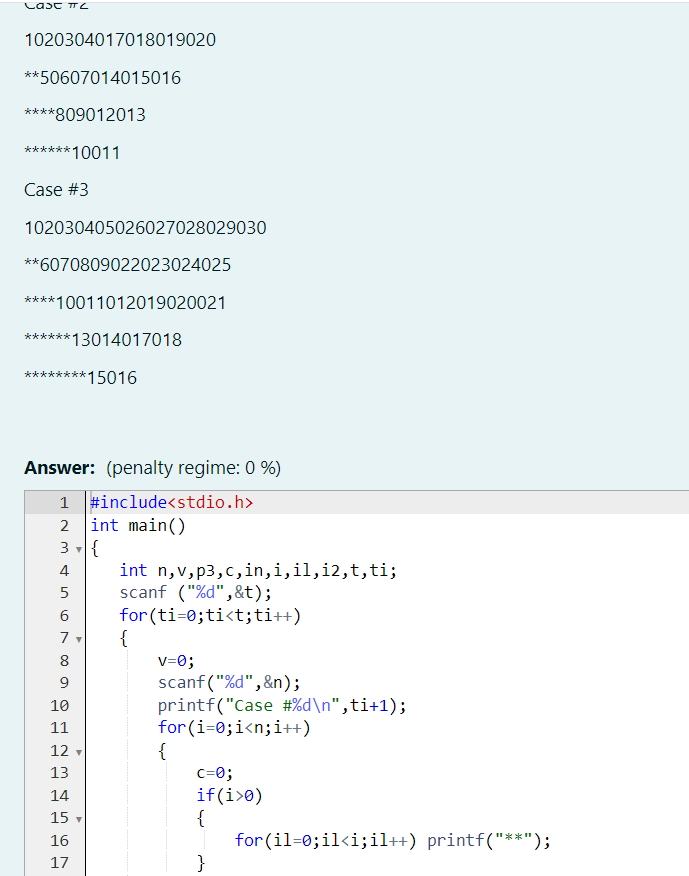 Case #2
1020304017018019020
**50607014015016
****809012013
******10011
Case #3
102030405026027028029030
**6070809022023024025
****10011012019020021
******13014017018
********15016
Answer: (penalty regime: 0 %)
1 #include<stdio.h>
2 int main()
3 {
4 int n,v,p3,c,in,i,il,i2,t,ti;
5 scanf ("%d",&t);
6 for(ti=0;ti<t;ti++)
7 {
8 v=0;
9 scanf("%d",&n);
10 printf("Case #%d\n",ti+1);
11 for(i=0;i<n;i++)
12 {
13 c=0;
14 if(i>0)
15 {
16 for(il=0;il<i;il++) printf("**");
17 }